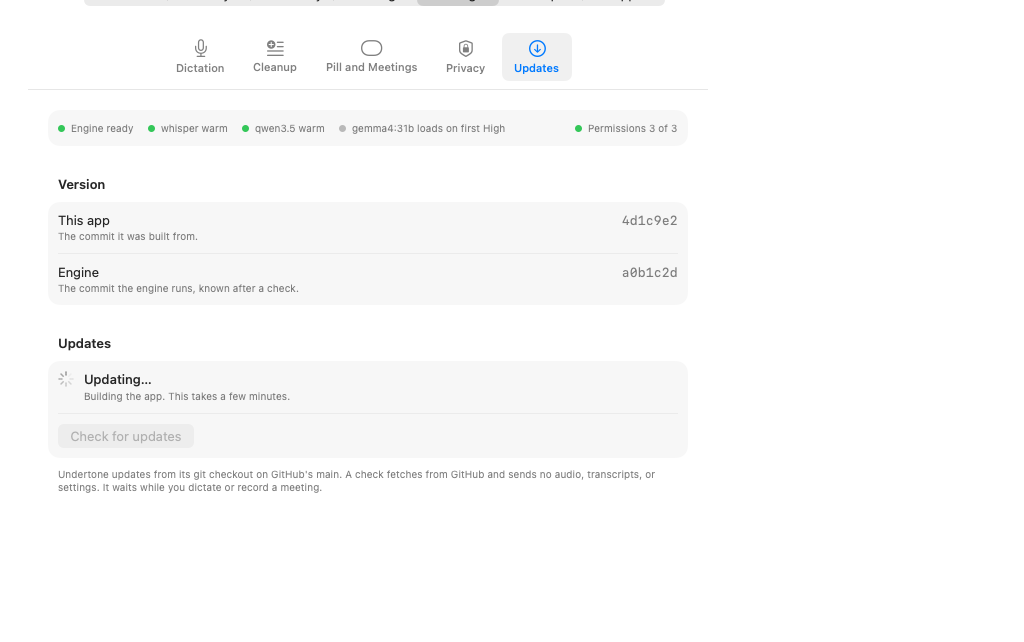 Dictation
Cleanup
Pill and Meetings
Privacy
Updates
Engine ready
whisper warm
qwen3.5 warm
gemma4:31b loads on first High
Permissions 3 of 3
Version
This app
4d1c9e2
The commit it was built from.
Engine
a0b1c2d
The commit the engine runs, known after a check.
Updates
Updating...
Building the app. This takes a few minutes.
Check for updates
Undertone updates from its git checkout on GitHub's main. A check fetches from GitHub and sends no audio, transcripts, or
settings. It waits while you dictate or record a meeting.